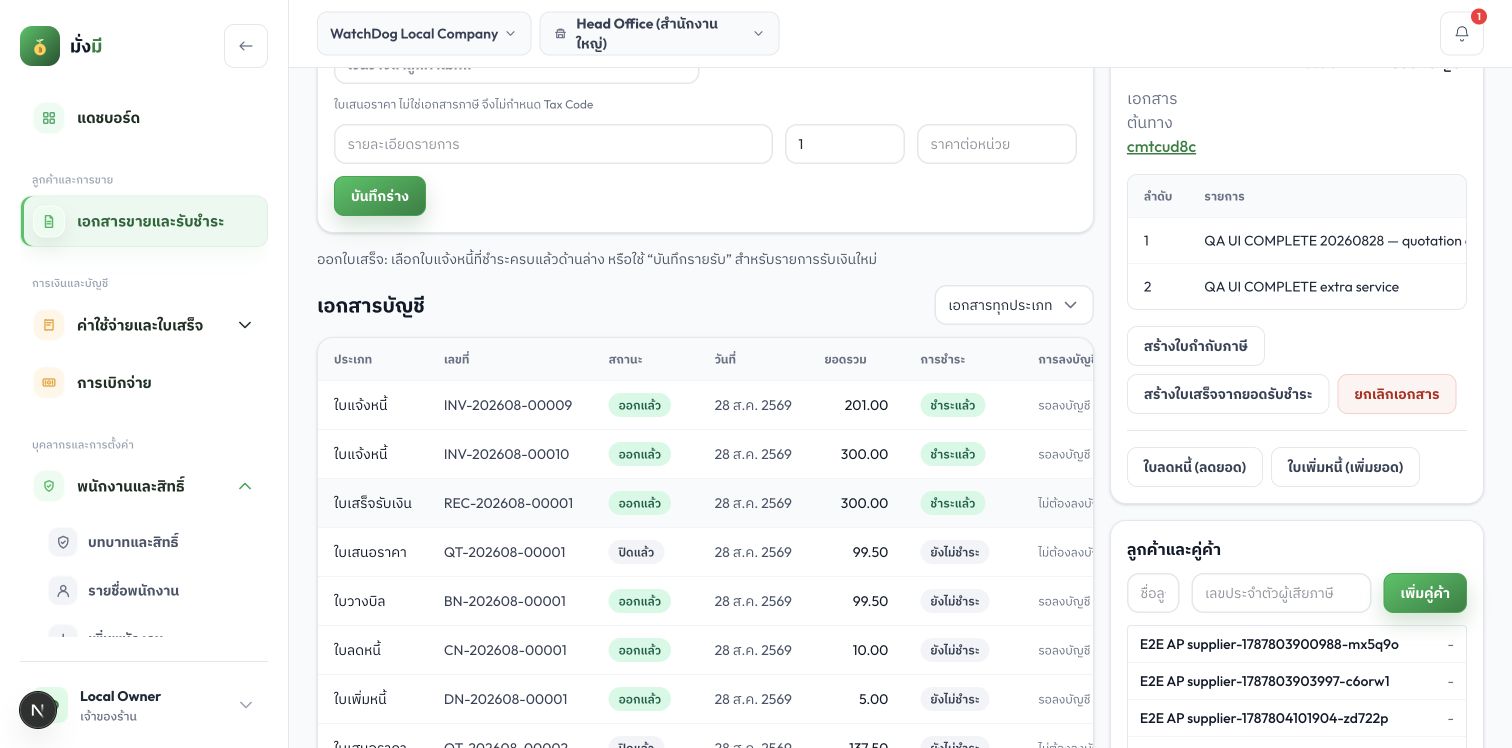 มั่งมี
WatchDog Local Company
Head Office (สำนักงาน
ใหญ่)
1
แดชบอร์ด
ลูกค้าและการขาย
เอกสารขายและรับชำระ
การเงินและบัญชี
ค่าใช้จ่ายและใบเสร็จ
การเบิกจ่าย
บุคลากรและการตั้งค่า
พนักงานและสิทธิ์
บทบาทและสิทธิ์
รายชื่อพนักงาน
N
Local Owner
เจ้าของร้าน
ใบเสนอราคา ไม่ใช่เอกสารภาษี จึงไม่กำหนด Tax Code
รายละเอียดรายการ 1 ราคาต่อหน่วย
บันทึกร่าง
ออกใบเสร็จ: เลือกใบแจ้งหนี้ที่ชำระครบแล้วด้านล่าง หรือใช้ “บันทึกรายรับ” สำหรับรายการรับเงินใหม่
เอกสารบัญชี เอกสารทุกประเภท
ประเภท เลขที่ สถานะ วันที่ ยอดรวม การชำระ การลงบัญชี
ใบแจ้งหนี้ INV-202608-00009 ออกแล้ว 28 ส.ค. 2569 201.00 ชำระแล้ว รอลงบัญชี
ใบแจ้งหนี้ INV-202608-00010 ออกแล้ว 28 ส.ค. 2569 300.00 ชำระแล้ว รอลงบัญชี
ใบเสร็จรับเงิน REC-202608-00001 ออกแล้ว 28 ส.ค. 2569 300.00 ชำระแล้ว ไม่ต้องลงบั
ใบเสนอราคา QT-202608-00001 ปิดแล้ว 28 ส.ค. 2569 99.50 ยังไม่ชำระ ไม่ต้องลงบั
ใบวางบิล BN-202608-00001 ออกแล้ว 28 ส.ค. 2569 99.50 ยังไม่ชำระ รอลงบัญชี
ใบลดหนี้ CN-202608-00001 ออกแล้ว 28 ส.ค. 2569 10.00 ยังไม่ชำระ รอลงบัญชี
ใบเพิ่มหนี้ DN-202608-00001 ออกแล้ว 28 ส.ค. 2569 5.00 ยังไม่ชำระ รอลงบัญชี
เอกสาร
ต้นทาง
cmtcud8c
ลำดับ รายการ
1 QA UI COMPLETE 20260828 — quotation
2 QA UI COMPLETE extra service
สร้างใบกำกับภาษี
สร้างใบเสร็จจากยอดรับชำระ ยกเลิกเอกสาร
ใบลดหนี้ (ลดยอด) ใบเพิ่มหนี้ (เพิ่มยอด)
ลูกค้าและคู่ค้า
ชื่อลู เลขประจำตัวผู้เสียภาษี เพิ่มคู่ค้า
E2E AP supplier-1787803900988-mx5q9o -
E2E AP supplier-1787803903997-c6orw1 -
E2E AP supplier-1787804101904-zd722p -